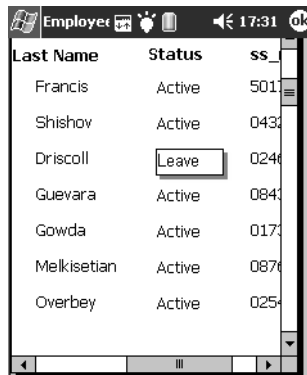 Employee 17:31 ok
Last Name Status ss_
Francis Active 501
Shishov Active 043
Driscoll Leave 024
Guevara Active 084
Gowda Active 017
Melkisetian Active 087
Overbey Active 025